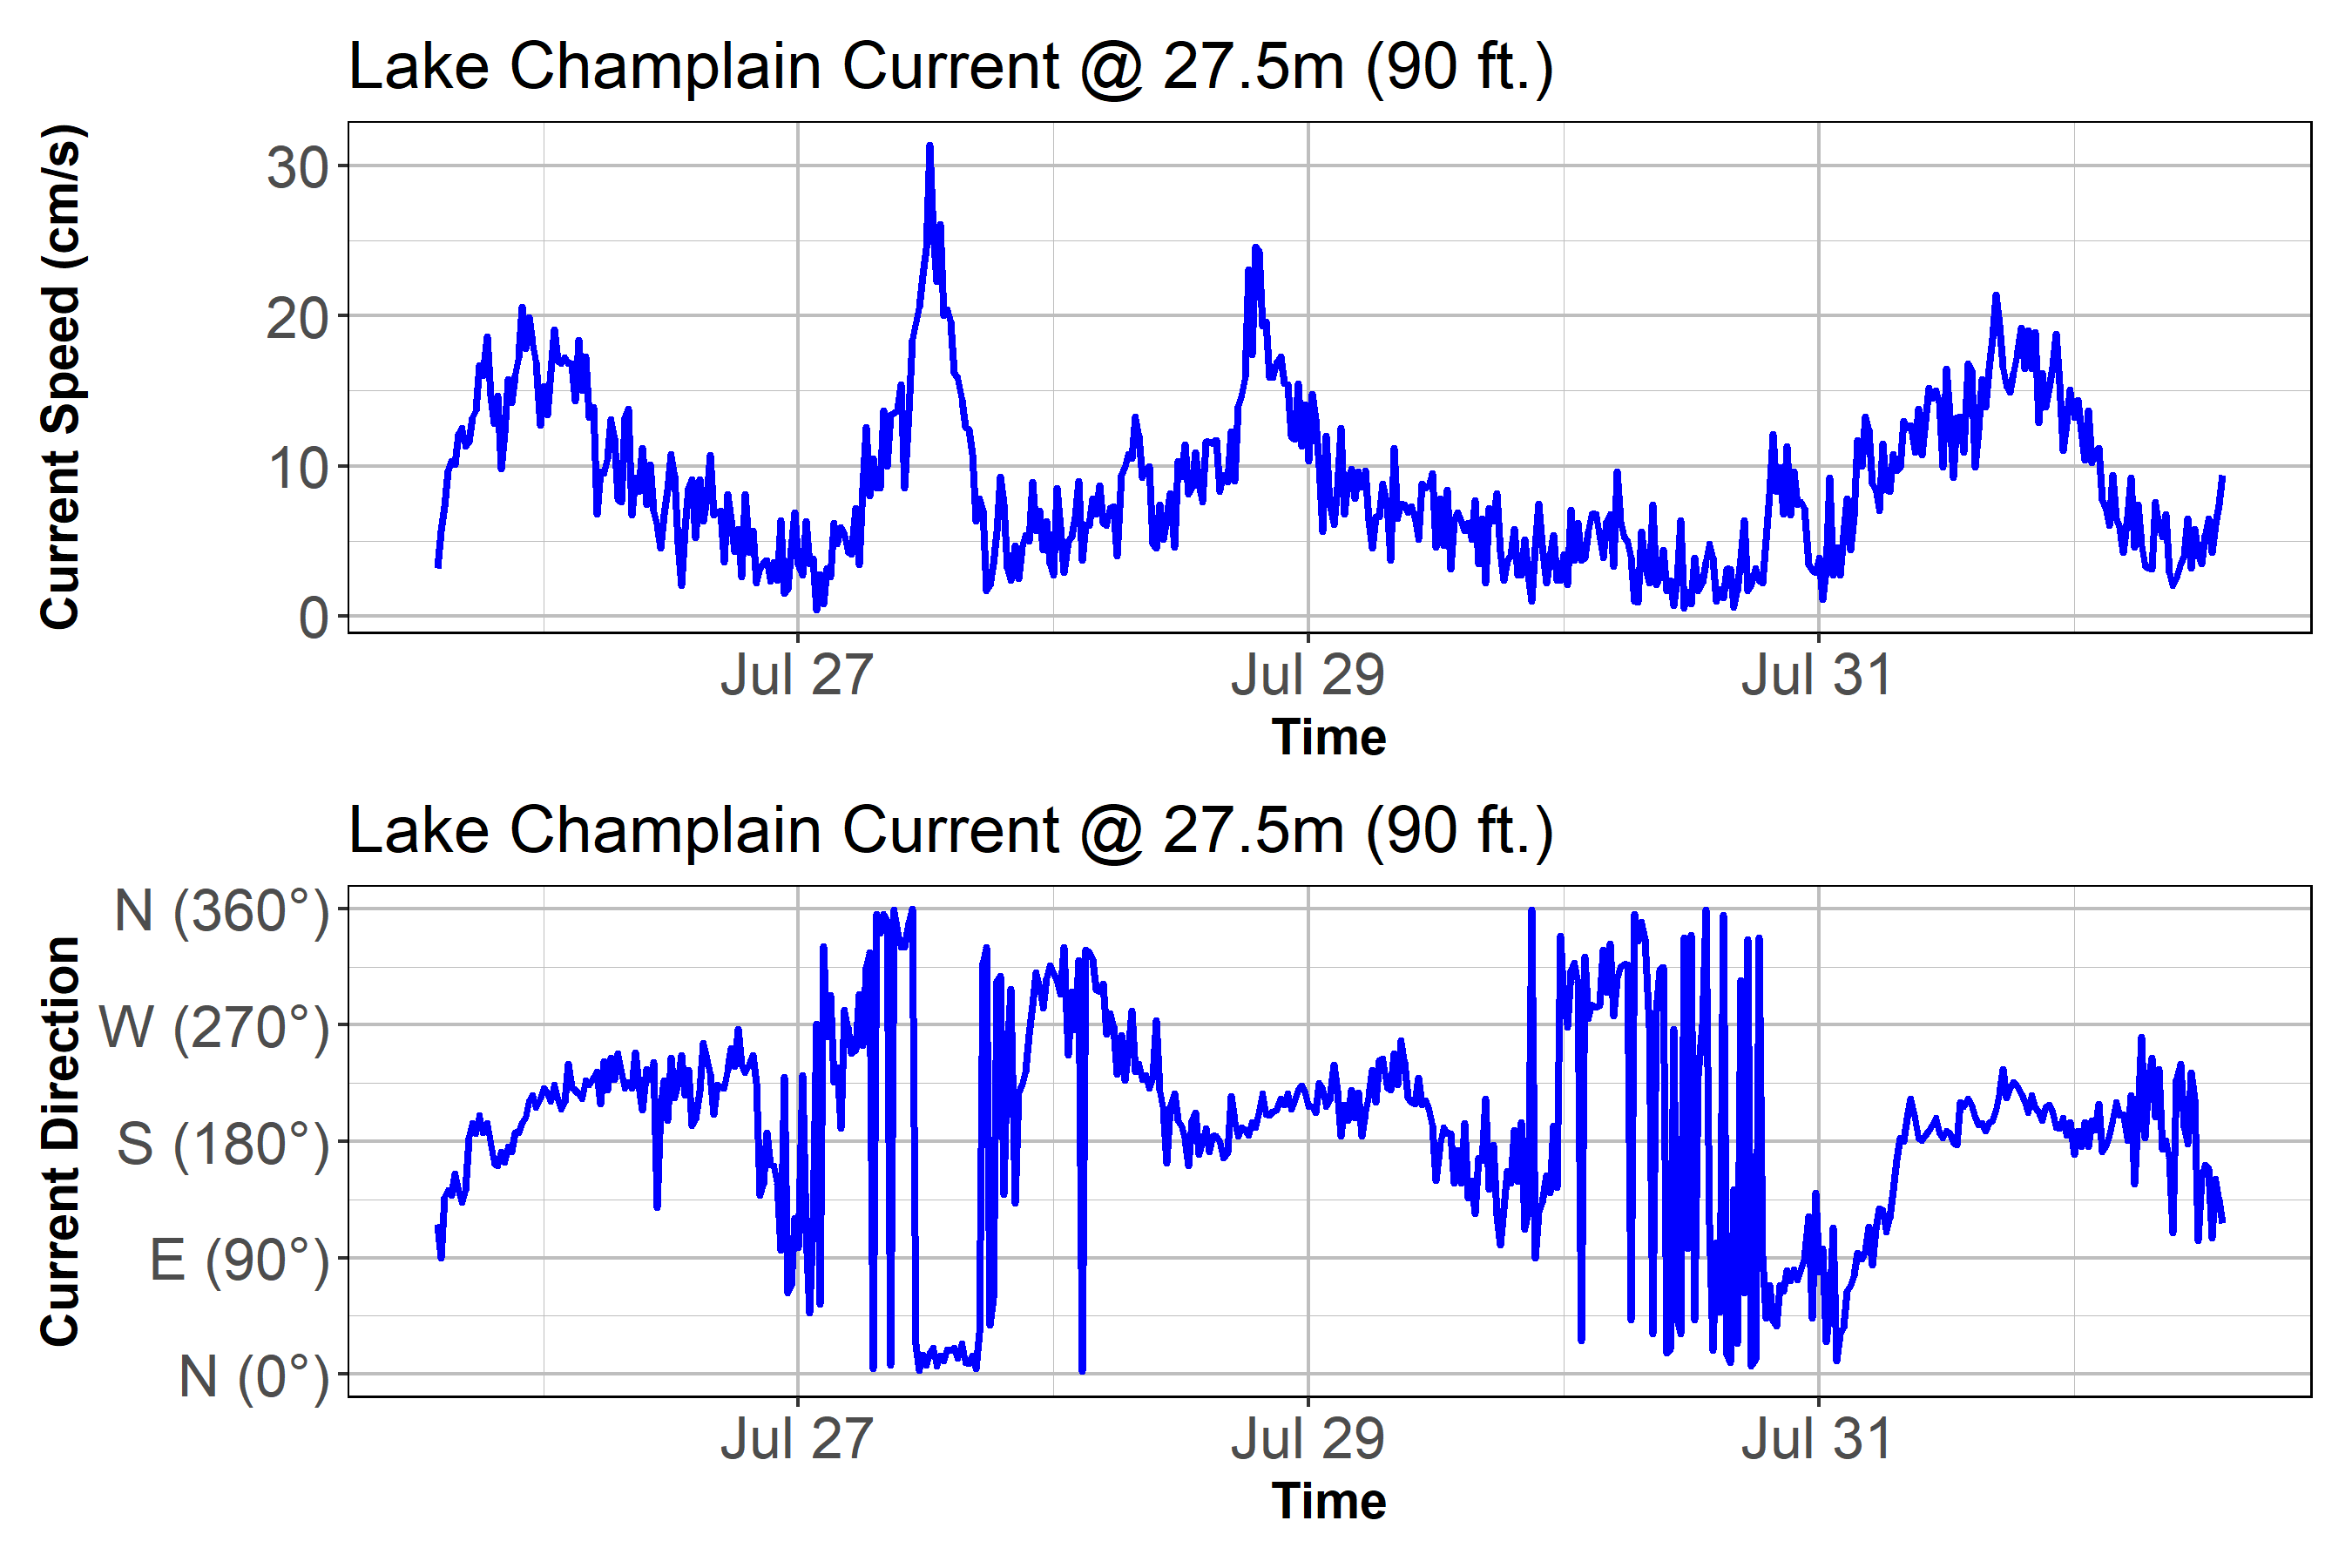 Lake Champlain Current @ 27.5m (90 ft.)
Current Speed (cm/s)
30
20
10
0
Jul 27 Jul 29 Jul 31
Time
Lake Champlain Current @ 27.5m (90 ft.)
Current Direction
N (360°)
W (270°)
S (180°)
E (90°)
N (0°)
Jul 27 Jul 29 Jul 31
Time